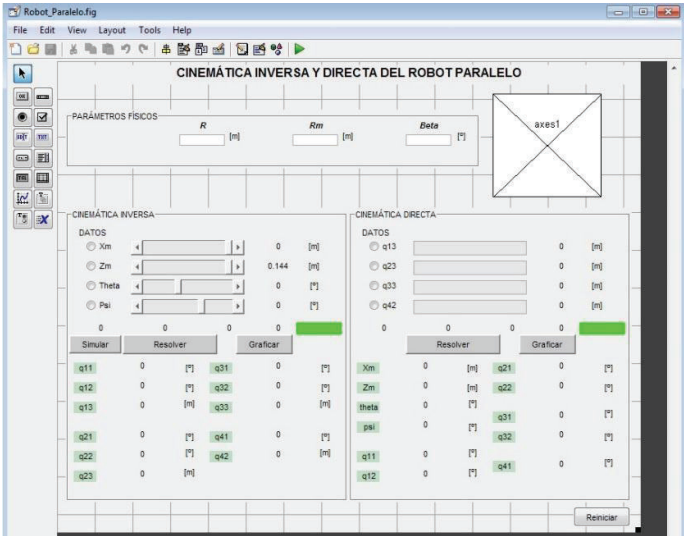 Robot_Paralelo.fig
File Edit View Layout Tools Help
CINEMÁTICA INVERSA Y DIRECTA DEL ROBOT PARALELO
PARÁMETROS FÍSICOS
R Rm Beta
[m] [m] [º]
axes1
CINEMÁTICA INVERSA
DATOS
Xm 0 [m]
Zm 0.144 [m]
Theta 0 [º]
Psi 0 [º]
0 0 0 0
Simular Resolver Graficar
q11 0 [º] q31 0 [º]
q12 0 [º] q32 0 [º]
q13 0 [m] q33 0 [m]
q21 0 [º] q41 0 [º]
q22 0 [º] q42 0 [m]
q23 0 [m]
CINEMÁTICA DIRECTA
DATOS
q13 0 [m]
q23 0 [m]
q33 0 [m]
q42 0 [m]
0 0 0 0
Resolver Graficar
Xm 0 [m] q21 0 [º]
Zm 0 [m] q22 0 [º]
theta 0 [º]
q31 0 [º]
psi 0 [º]
q32 0 [º]
q11 0 [º]
q41 0 [º]
q12 0 [º]
Reiniciar